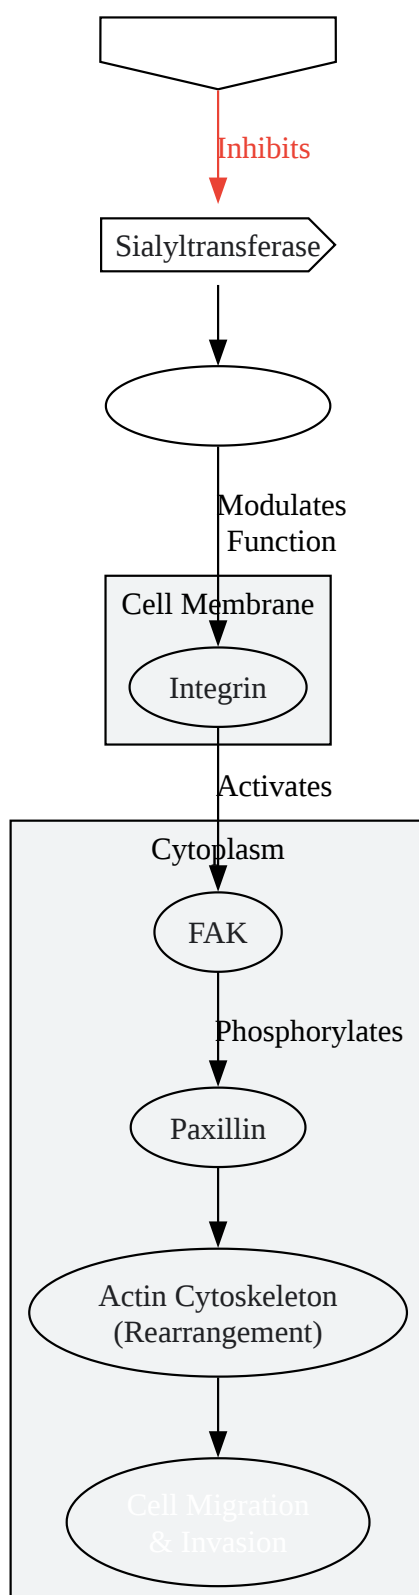 Inhibits
Sialyltransferase
Modulates
Function
Cell Membrane
Integrin
Activates
Cytoplasm
FAK
Phosphorylates
Paxillin
Actin Cytoskeleton
(Rearrangement)
Cell Migration
& Invasion